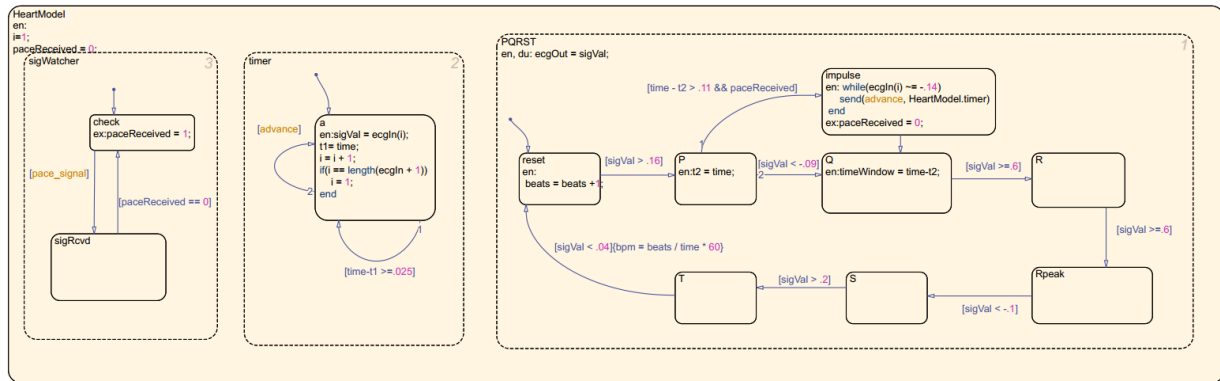 HeartModel
en:
i=1;
paceReceived = 0;
sigWatcher
3
check
ex:paceReceived = 1;
[pace_signal]
[paceReceived == 0]
sigRcvd
timer
2
a
en:sigVal = ecgIn(i);
t1= time;
i = i + 1;
if(i == length(ecgIn + 1))
i = 1;
end
[advance]
2
1
[time-t1 >=.025]
PQRST
1
en, du: ecgOut = sigVal;
[time - t2 > .11 && paceReceived]
impulse
en: while(ecgIn(i) ~= -.14)
send(advance, HeartModel.timer)
end
ex:paceReceived = 0;
reset
en:
beats = beats +1;
[sigVal > .16]
1
P
en:t2 = time;
[sigVal < -.09]
2
Q
en:timeWindow = time-t2;
[sigVal >=.6]
R
[sigVal >=.6]
[sigVal < .04]{bpm = beats / time * 60}
T
[sigVal > .2]
S
[sigVal < -.1]
Rpeak